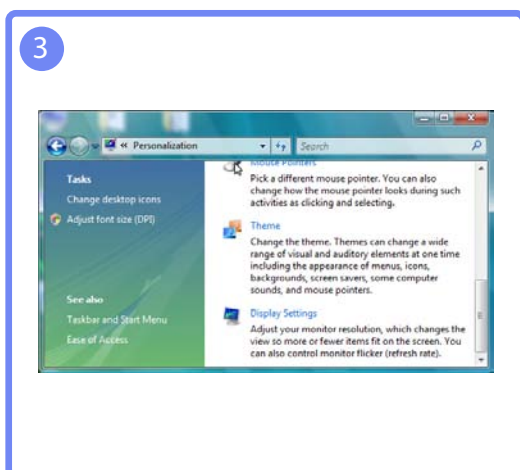 3
« Personalization
Search
Tasks
Change desktop icons
Adjust font size (DPI)
See also
Taskbar and Start Menu
Ease of Access
Mouse Pointers
Pick a different mouse pointer. You can also
change how the mouse pointer looks during such
activities as clicking and selecting.
Theme
Change the theme. Themes can change a wide
range of visual and auditory elements at one time
including the appearance of menus, icons,
backgrounds, screen savers, some computer
sounds, and mouse pointers.
Display Settings
Adjust your monitor resolution, which changes the
view so more or fewer items fit on the screen. You
can also control monitor flicker (refresh rate).